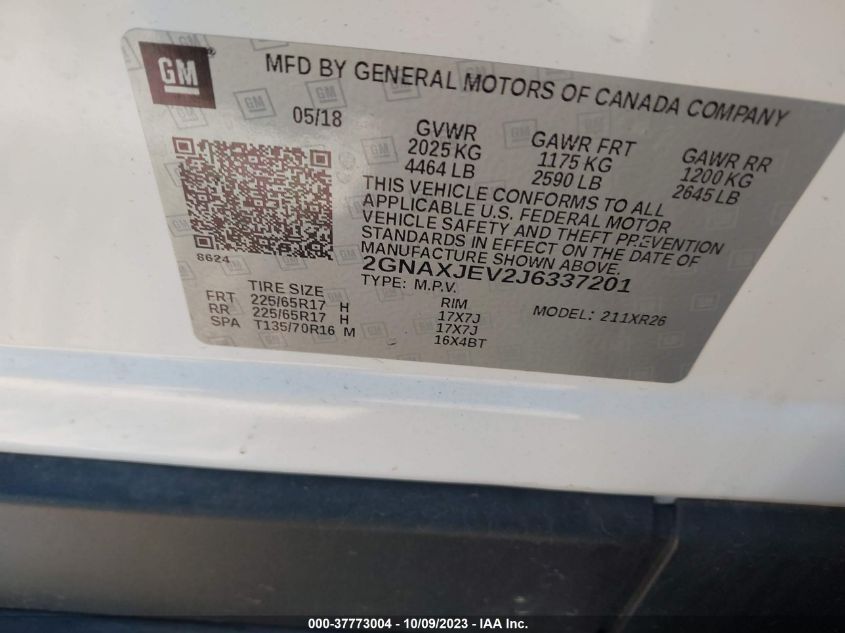 GM
MFD BY GENERAL MOTORS OF CANADA COMPANY
05/18
GVWR
2025 KG
4464 LB
GAWR FRT
1175 KG
2590 LB
GAWR RR
1200 KG
2645 LB
THIS VEHICLE CONFORMS TO ALL
APPLICABLE U.S. FEDERAL MOTOR
VEHICLE SAFETY AND THEFT PREVENTION
STANDARDS IN EFFECT ON THE DATE OF
MANUFACTURE SHOWN ABOVE.
8624
2GNAXJEV2J6337201
TYPE: M.P.V.
MODEL: 211XR26
TIRE SIZE
RIM
FRT 225/65R17 H 17X7J
RR 225/65R17 H 17X7J
SPA T135/70R16 M 16X4BT
000-37773004 - 10/09/2023 - IAA Inc.